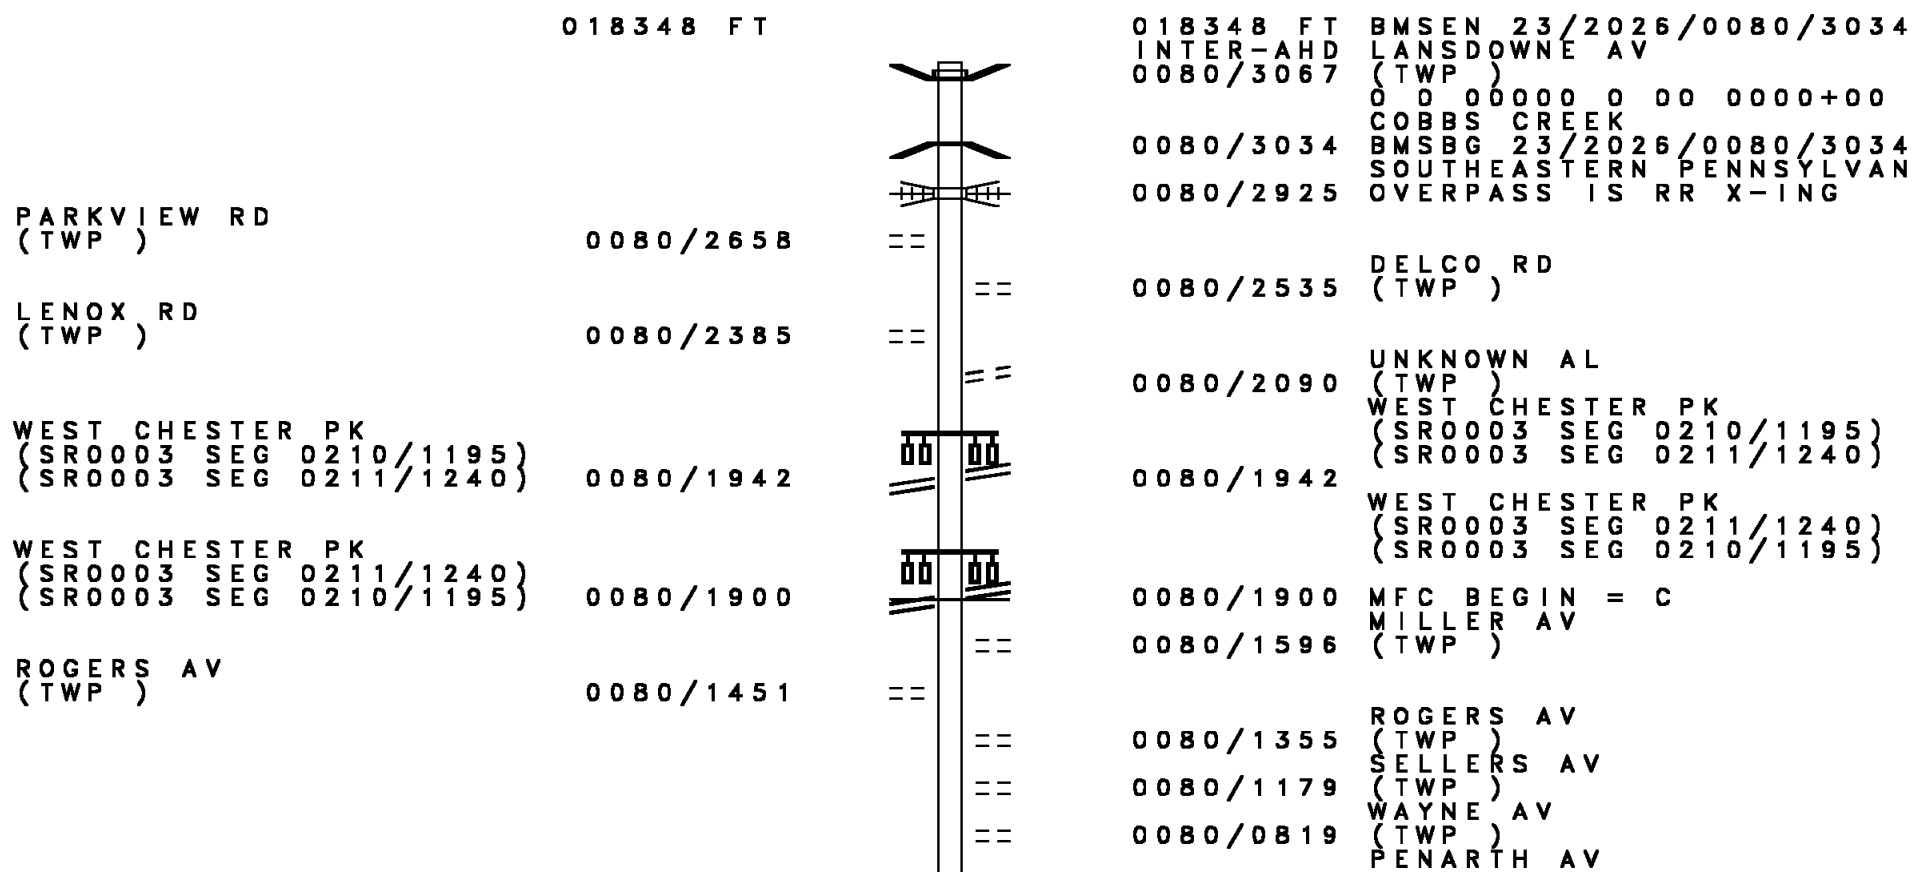 018348 FT 018348 FT BMSEN 23/2026/0080/3034
INTER-AHD LANSDOWNE AV
0080/3067 (TWP )
0 0 00000 0 00 0000+00
COBBS CREEK
0080/3034 BMSBG 23/2026/0080/3034
SOUTHEASTERN PENNSYLVAN
0080/2925 OVERPASS IS RR X-ING
PARKVIEW RD
(TWP ) 0080/2658
DELCO RD
0080/2535 (TWP )
LENOX RD
(TWP ) 0080/2385
UNKNOWN AL
0080/2090 (TWP )
WEST CHESTER PK
WEST CHESTER PK (SR0003 SEG 0210/1195)
(SR0003 SEG 0210/1195) (SR0003 SEG 0211/1240)
(SR0003 SEG 0211/1240) 0080/1942 0080/1942
WEST CHESTER PK
(SR0003 SEG 0211/1240)
WEST CHESTER PK (SR0003 SEG 0210/1195)
(SR0003 SEG 0211/1240)
(SR0003 SEG 0210/1195) 0080/1900 0080/1900 MFC BEGIN = C
MILLER AV
0080/1596 (TWP )
ROGERS AV
(TWP ) 0080/1451
ROGERS AV
0080/1355 (TWP )
SELLERS AV
0080/1179 (TWP )
WAYNE AV
0080/0819 (TWP )
PENARTH AV